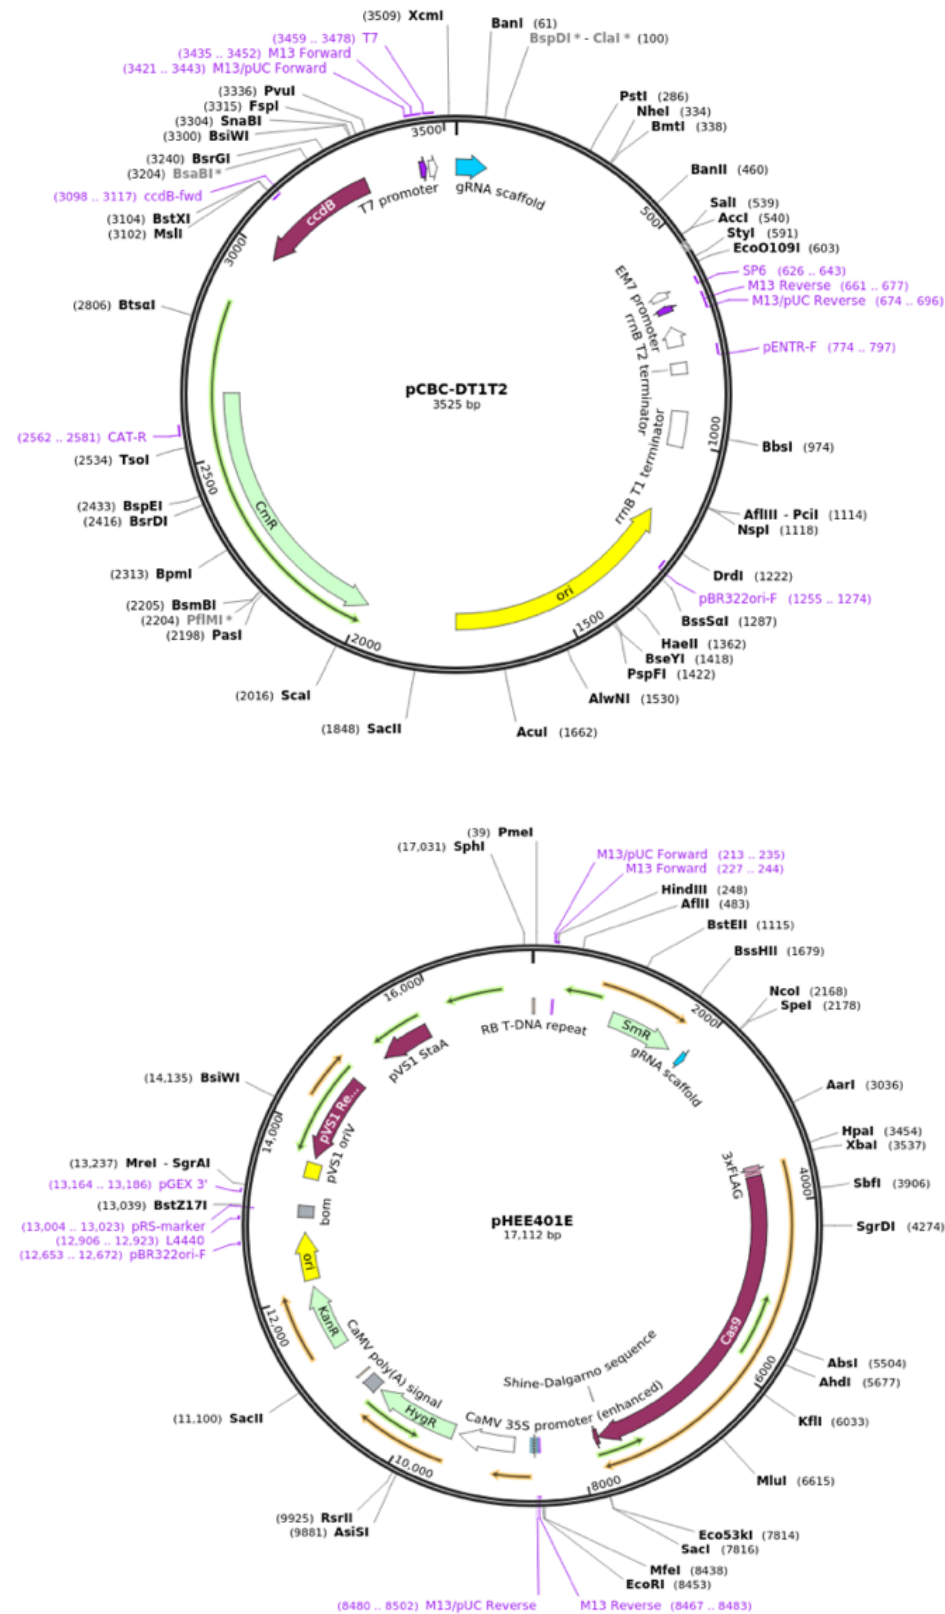 (3509) XcmI
BanI (61)
BspDI * - ClaI * (100)
(3459 .. 3478) T7
(3435 .. 3452) M13 Forward
(3421 .. 3443) M13/pUC Forward
(3336) PvuI
(3315) FspI
(3304) SnaBI
(3300) BsiWI
(3240) BsrGI
(3204) BsaBI *
(3098 .. 3117) ccdB-fwd
(3104) BstXI
(3102) MslI
(2806) BtsαI
(2562 .. 2581) CAT-R
(2534) TsoI
(2433) BspEI
(2416) BsrDI
(2313) BpmI
(2205) BsmBI
(2204) PflMI *
(2198) PasI
(2016) ScaI
(1848) SacII
PstI (286)
NheI (334)
BmtI (338)
BanII (460)
SalI (539)
AccI (540)
StyI (591)
EcoO109I (603)
SP6 (626 .. 643)
M13 Reverse (661 .. 677)
M13/pUC Reverse (674 .. 696)
pENTR-F (774 .. 797)
BbsI (974)
AflIII - PciI (1114)
NspI (1118)
DrdI (1222)
pBR322ori-F (1255 .. 1274)
BssSαI (1287)
HaeII (1362)
BseYI (1418)
PspFI (1422)
AlwNI (1530)
AcuI (1662)
3500
500
1000
1500
2000
2500
3000
ccdB
T7 promoter
gRNA scaffold
EM7 promoter
rrnB T2 terminator
rrnB T1 terminator
ori
CmR
pCBC-DT1T2
3525 bp
(39) PmeI
(17,031) SphI
M13/pUC Forward (213 .. 235)
M13 Forward (227 .. 244)
HindIII (248)
AflII (483)
BstEII (1115)
BssHII (1679)
NcoI (2168)
SpeI (2178)
AarI (3036)
HpaI (3454)
XbaI (3537)
SbfI (3906)
SgrDI (4274)
AbsI (5504)
AhdI (5677)
KflI (6033)
MluI (6615)
Eco53kI (7814)
SacI (7816)
MfeI (8438)
EcoRI (8453)
(8480 .. 8502) M13/pUC Reverse
M13 Reverse (8467 .. 8483)
(14,135) BsiWI
(13,237) MreI - SgrAI
(13,164 .. 13,186) pGEX 3'
(13,039) BstZ17I
(13,004 .. 13,023) pRS-marker
(12,906 .. 12,923) L4440
(12,653 .. 12,672) pBR322ori-F
(11,100) SacII
(9925) RsrII
(9881) AsiSI
2000
4000
6000
8000
10,000
12,000
14,000
16,000
RB T-DNA repeat
SmR
gRNA scaffold
3xFLAG
Cas9
Shine-Dalgarno sequence
CaMV 35S promoter (enhanced)
HygR
CaMV poly(A) signal
KanR
ori
bom
pVS1 oriV
pVS1 Re...
pVS1 StaA
pHEE401E
17,112 bp